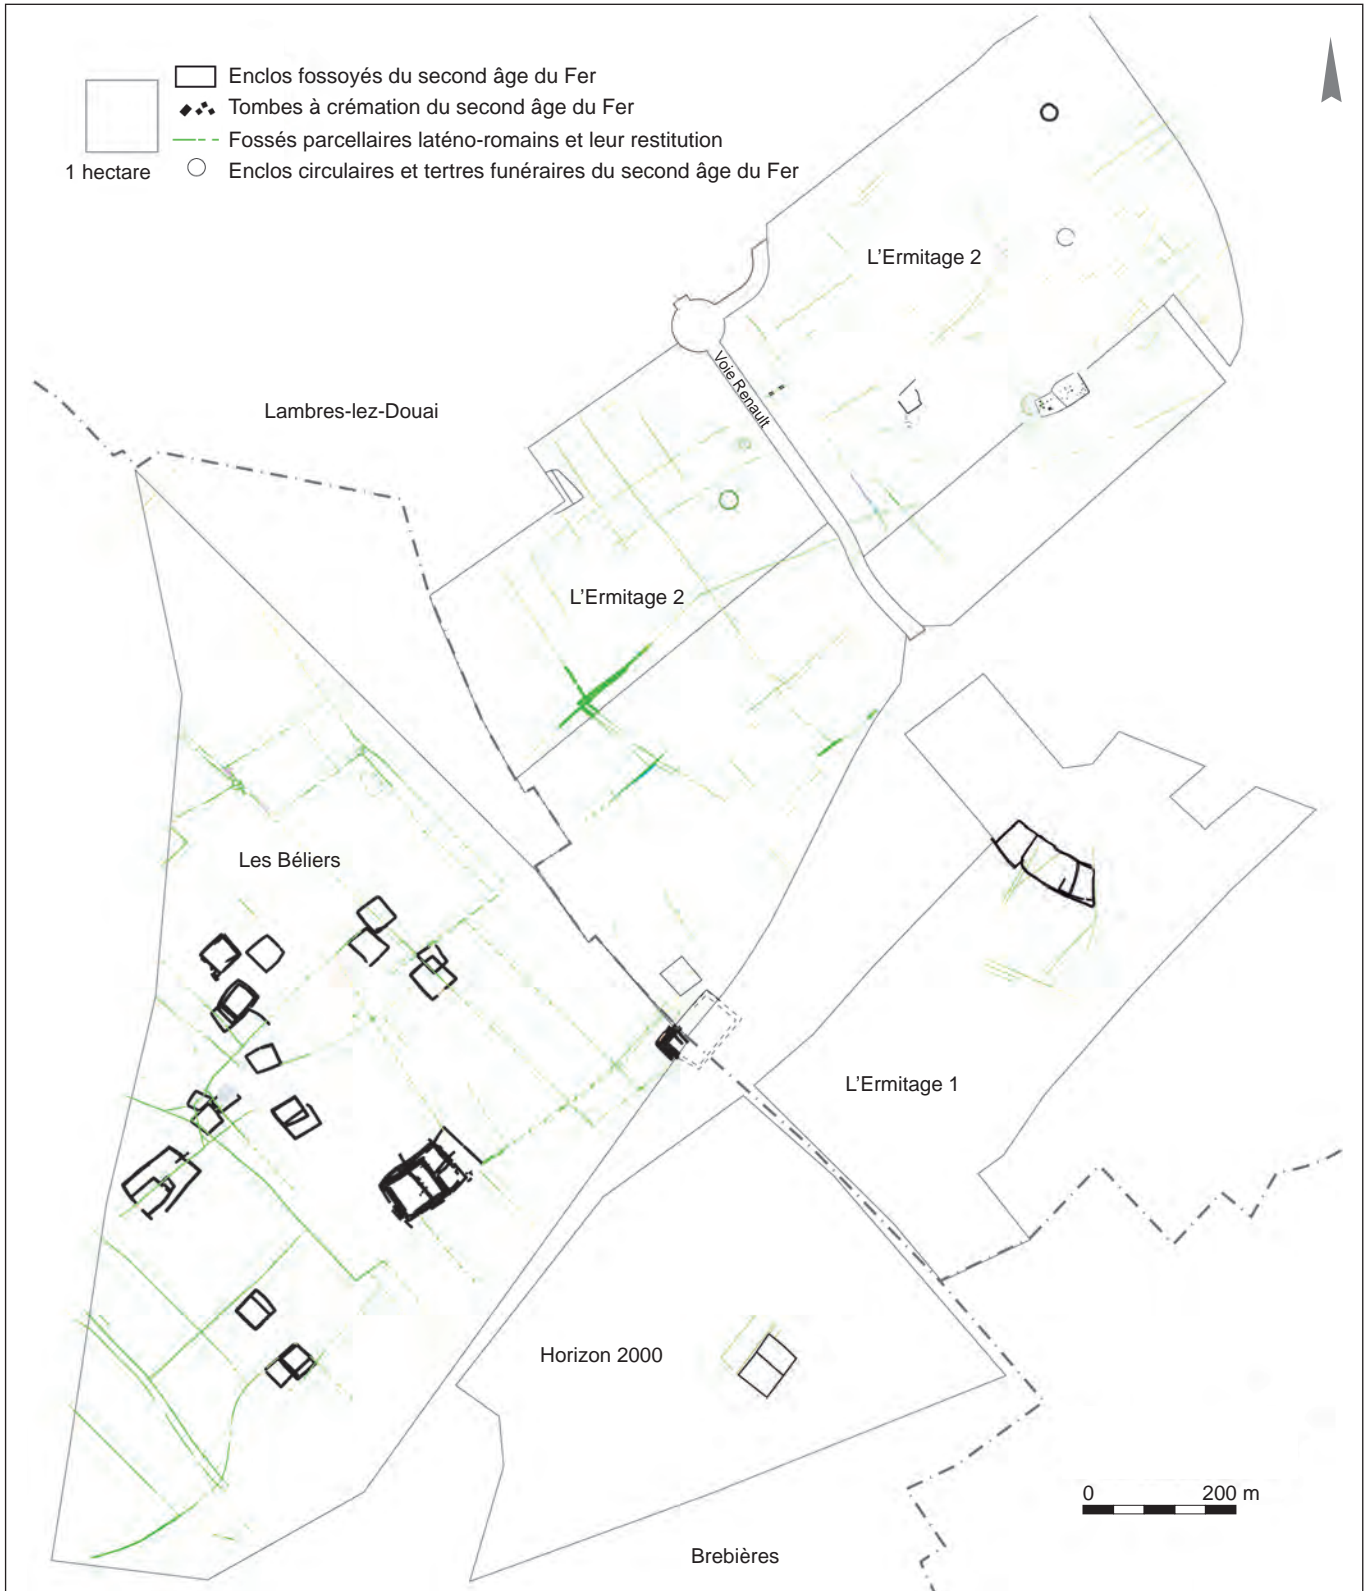 Enclos fossoyés du second âge du Fer
Tombes à crémation du second âge du Fer
Fossés parcellaires laténo-romains et leur restitution
1 hectare
Enclos circulaires et tertres funéraires du second âge du Fer
L'Ermitage 2
Voie Renault
Lambres-lez-Douai
L'Ermitage 2
Les Béliers
L'Ermitage 1
Horizon 2000
0 200 m
Brebières